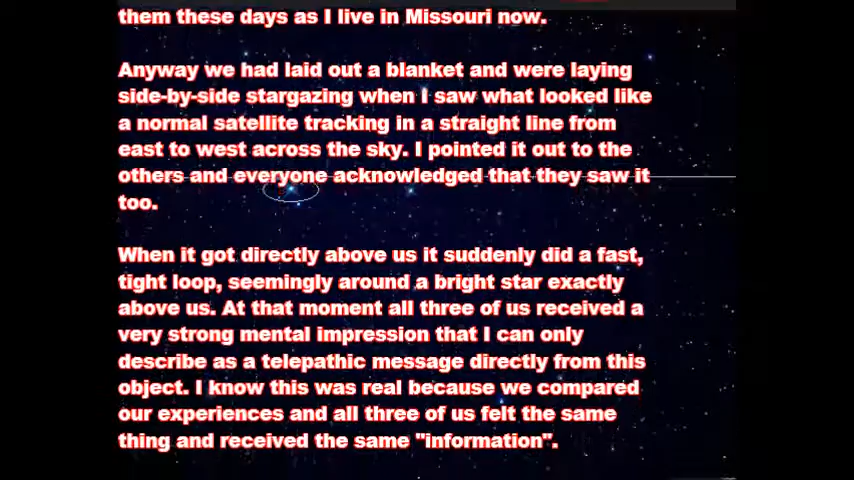 them these days as I live in Missouri now.
Anyway we had laid out a blanket and were laying
side-by-side stargazing when I saw what looked like
a normal satellite tracking in a straight line from
east to west across the sky. I pointed it out to the
others and everyone acknowledged that they saw it
too.
When it got directly above us it suddenly did a fast,
tight loop, seemingly around a bright star exactly
above us. At that moment all three of us received a
very strong mental impression that I can only
describe as a telepathic message directly from this
object. I know this was real because we compared
our experiences and all three of us felt the same
thing and received the same "information".